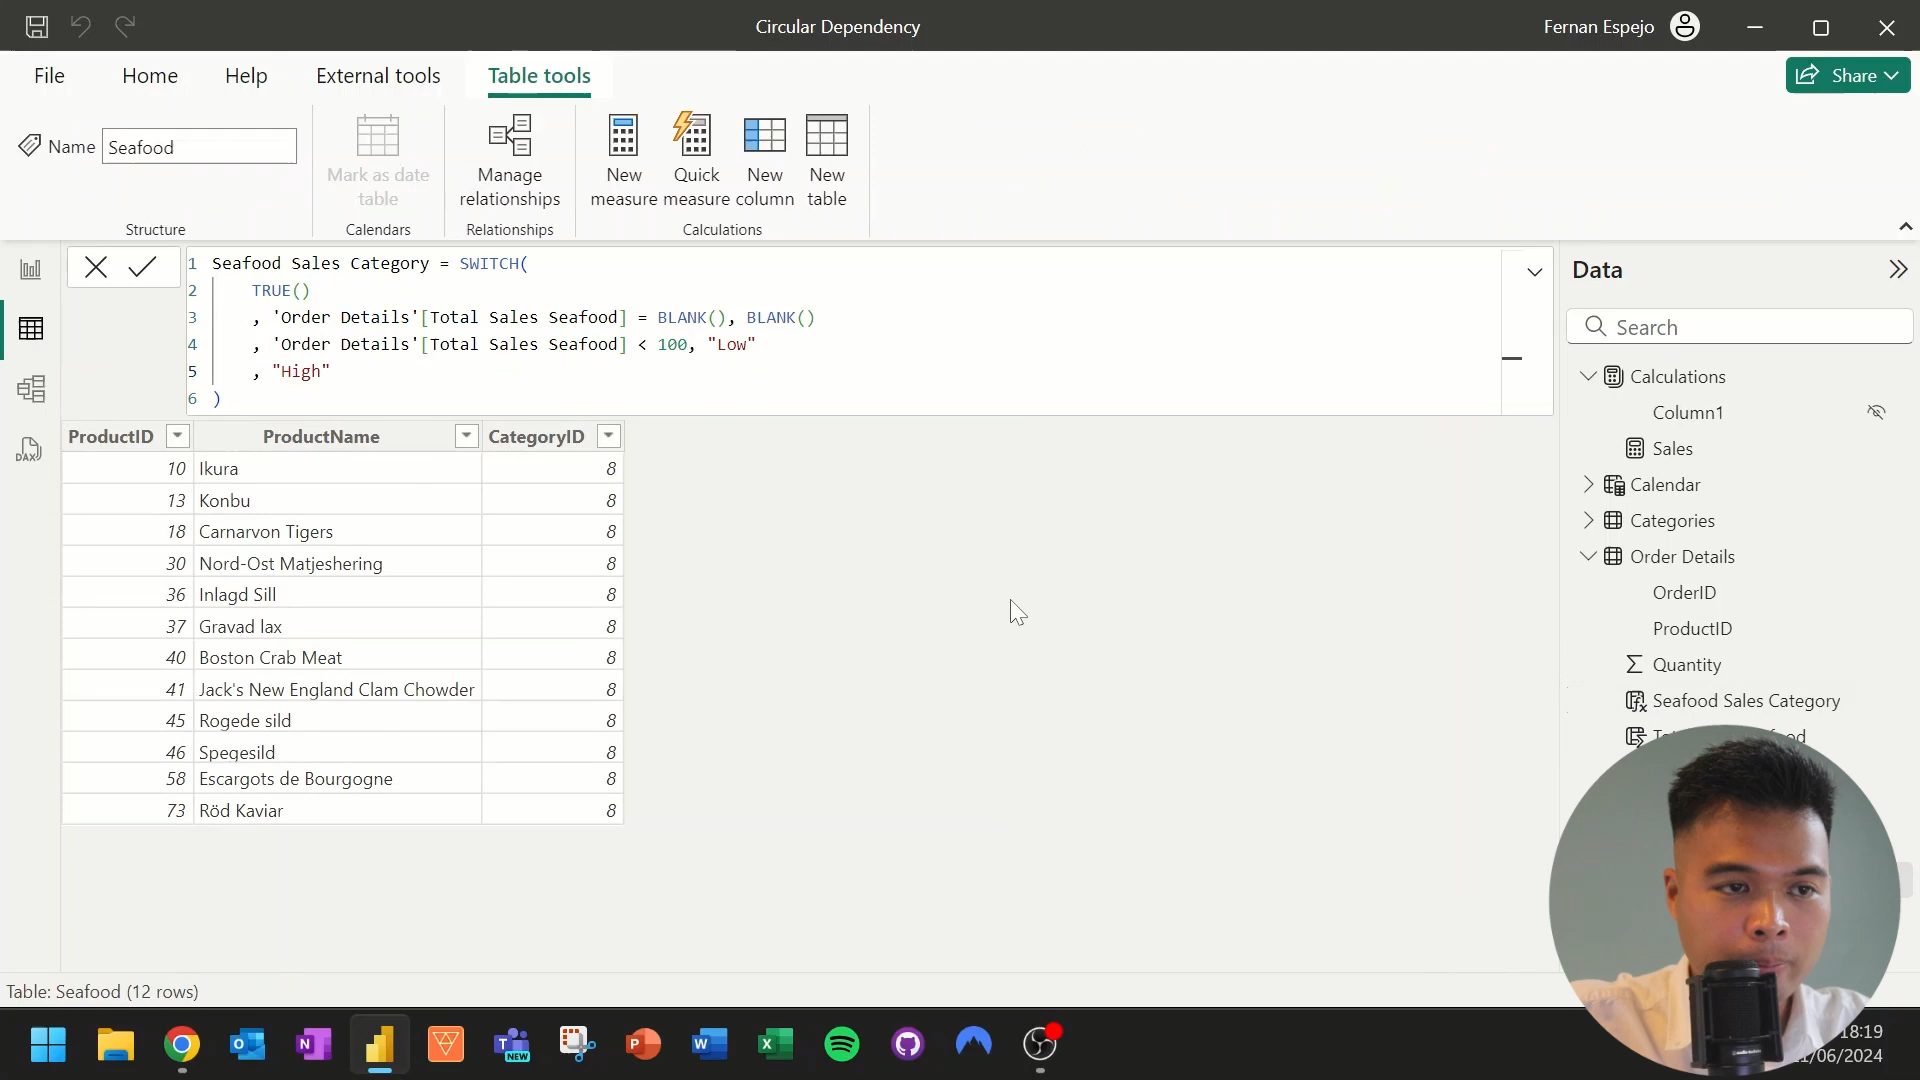 Circular Dependency
Fernan Espejo
File
Home
Help
External tools
Table tools
Share
Name
Seafood
Mark as date
table
Manage
relationships
New
measure
Quick
measure
New
column
New
table
Structure
Calendars
Relationships
Calculations
1 Seafood Sales Category = SWITCH(
2 TRUE()
3 , 'Order Details'[Total Sales Seafood] = BLANK(), BLANK()
4 , 'Order Details'[Total Sales Seafood] < 100, "Low"
5 , "High"
6 )
ProductID ProductName CategoryID
10 Ikura 8
13 Konbu 8
18 Carnarvon Tigers 8
30 Nord-Ost Matjeshering 8
36 Inlagd Sill 8
37 Gravad lax 8
40 Boston Crab Meat 8
41 Jack's New England Clam Chowder 8
45 Rogede sild 8
46 Spegesild 8
58 Escargots de Bourgogne 8
73 Röd Kaviar 8
Data
Search
Calculations
Column1
Sales
Calendar
Categories
Order Details
OrderID
ProductID
Quantity
Seafood Sales Category
DAX
Table: Seafood (12 rows)
NEW
18:19
/06/2024